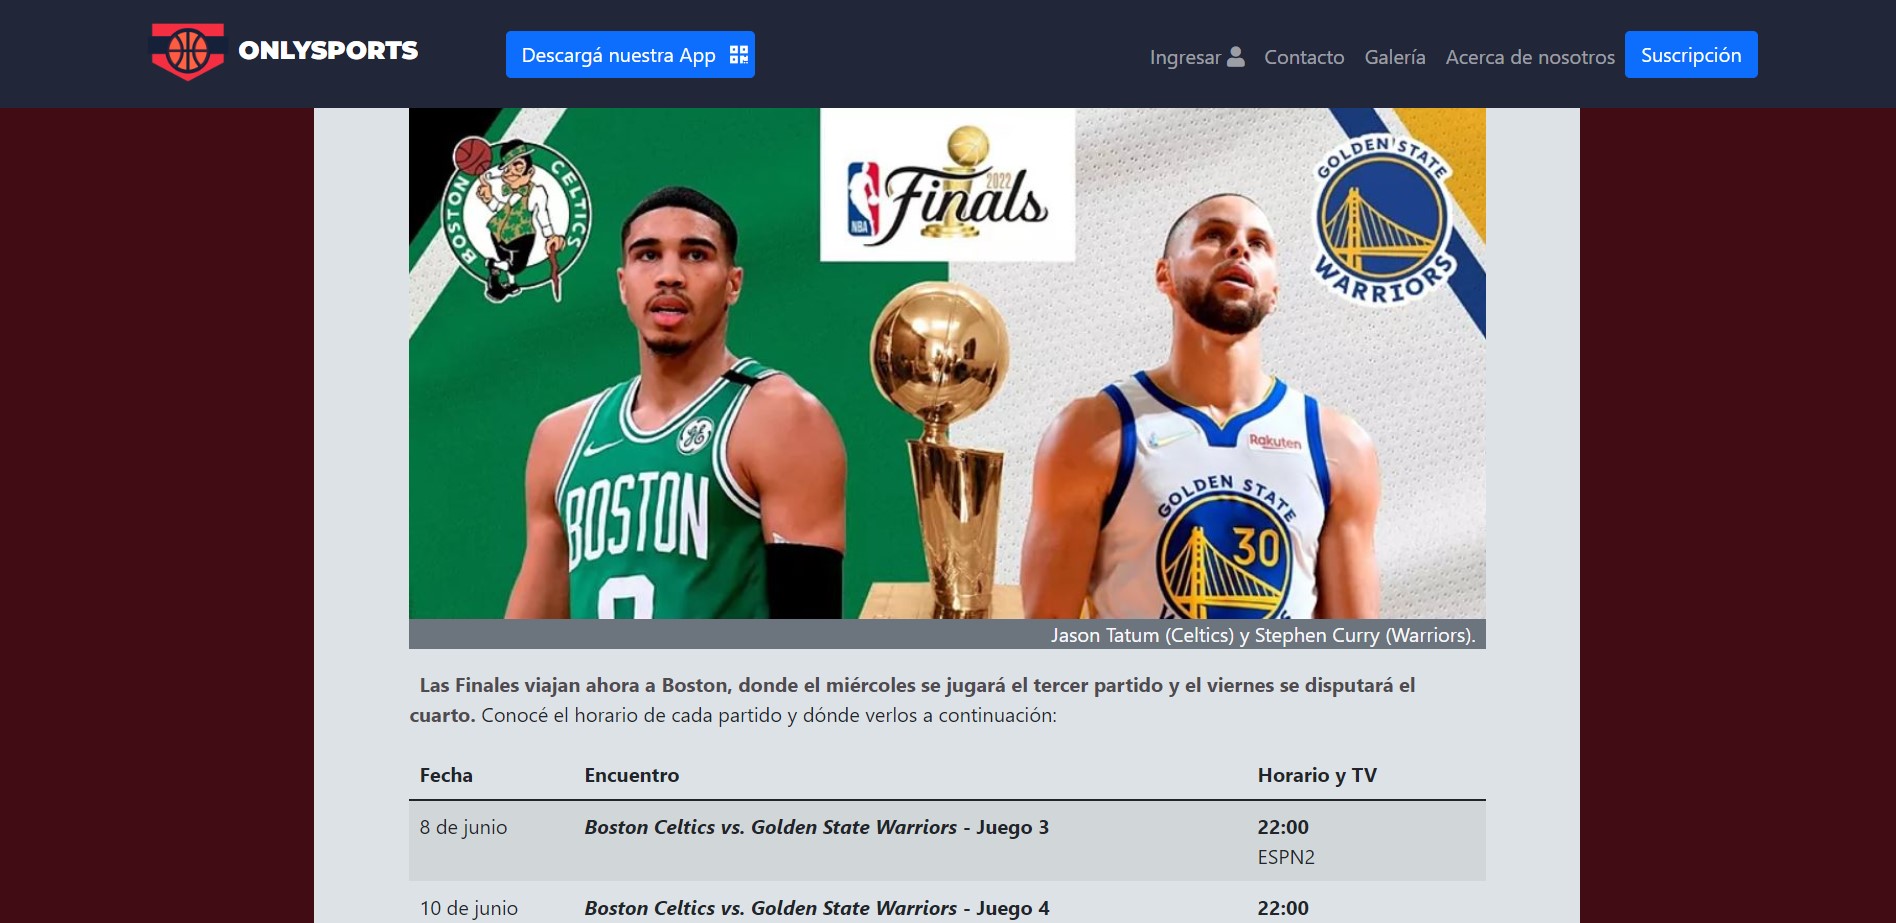 ONLYSPORTS
Descargá nuestra App
Ingresar
Contacto
Galería
Acerca de nosotros
Suscripción
BOSTON CELTICS
NBA
Finals
2022
GOLDEN STATE
WARRIORS
GE
BOSTON
Rakuten
GOLDEN STATE
30
Jason Tatum (Celtics) y Stephen Curry (Warriors).
Las Finales viajan ahora a Boston, donde el miércoles se jugará el tercer partido y el viernes se disputará el
cuarto. Conocé el horario de cada partido y dónde verlos a continuación:
Fecha Encuentro Horario y TV
8 de junio Boston Celtics vs. Golden State Warriors - Juego 3 22:00
ESPN2
10 de junio Boston Celtics vs. Golden State Warriors - Juego 4 22:00